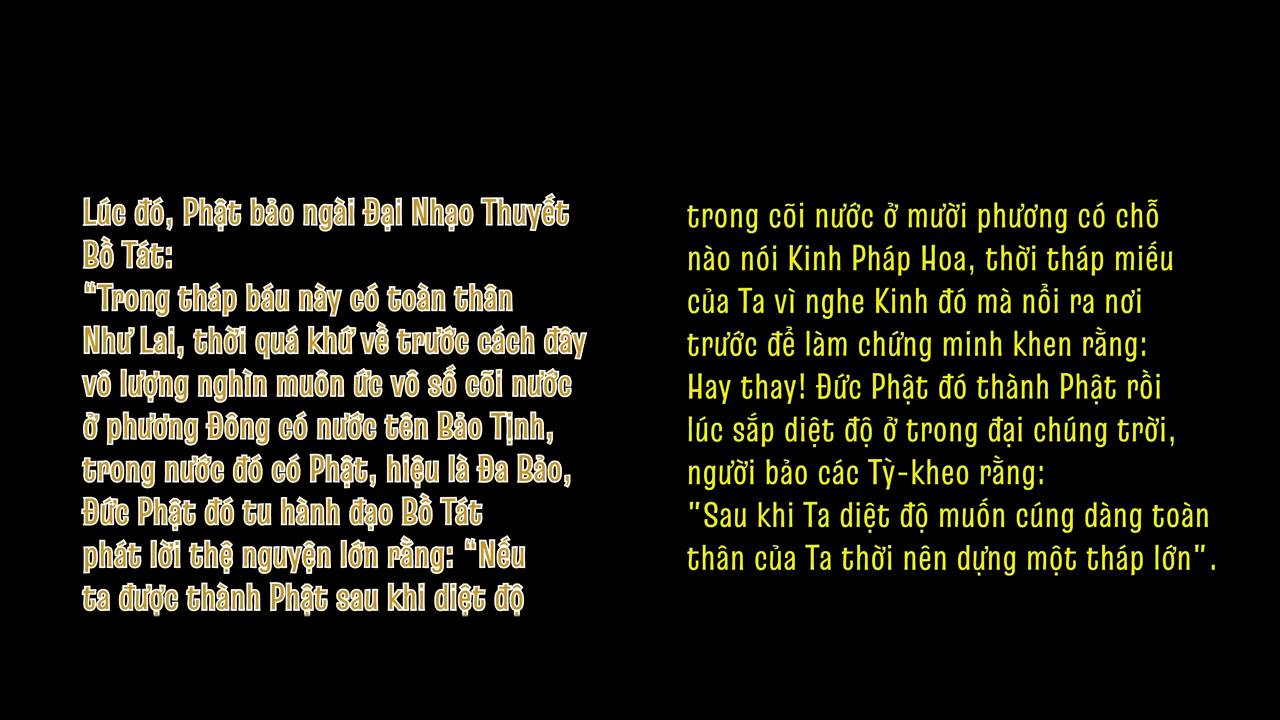 Lúc đó, Phật bảo ngài Đại Nhạo Thuyết
Bồ Tát:
“Trong tháp báu này có toàn thân
Như Lai, thời quá khứ về trước cách đây
vô lượng nghìn muôn ức vô số cõi nước
ở phương Đông có nước tên Bảo Tịnh,
trong nước đó có Phật, hiệu là Đa Bảo,
Đức Phật đó tu hành đạo Bồ Tát
phát lời thệ nguyện lớn rằng: “Nếu
ta được thành Phật sau khi diệt độ
trong cõi nước ở mười phương có chỗ
nào nói Kinh Pháp Hoa, thời tháp miếu
của Ta vì nghe Kinh đó mà nổi ra nơi
trước để làm chứng minh khen rằng:
Hay thay! Đức Phật đó thành Phật rồi
lúc sắp diệt độ ở trong đại chúng trời,
người bảo các Tỳ-kheo rằng:
"Sau khi Ta diệt độ muốn cúng dàng toàn
thân của Ta thời nên dựng một tháp lớn".